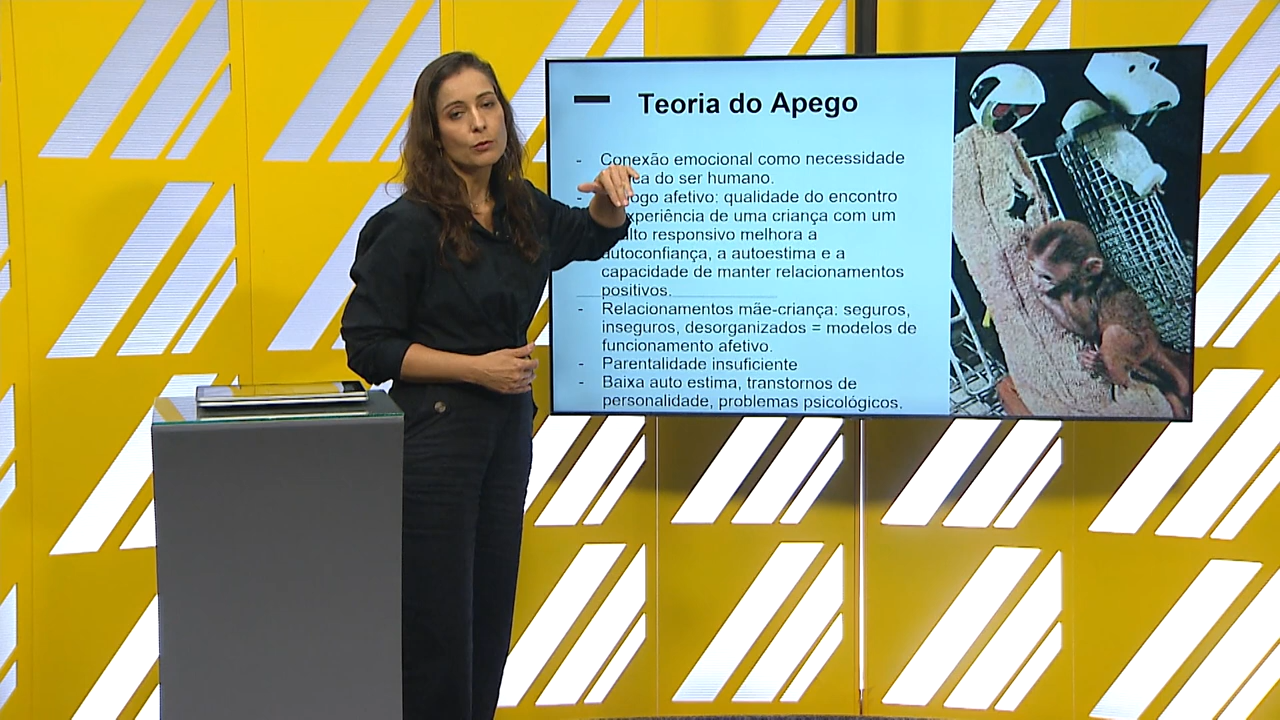 Teoria do Apego
- Conexão emocional como necessidade
do ser humano.
- afetivo: qualidade do encontro
experiência de uma criança com um
responsivo melhora a
autoconfiança, a autoestima e a
capacidade de manter relacionamentos
positivos.
- Relacionamentos mãe-criança: seguros,
inseguros, desorganizados = modelos de
funcionamento afetivo.
- Parentalidade insuficiente
- Baixa auto estima, transtornos de
personalidade, problemas psicológicos.